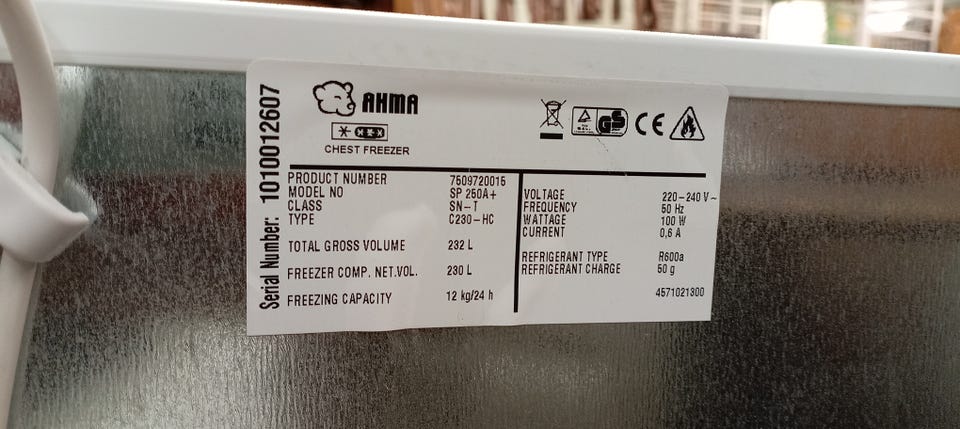 Serial Number: 10100012607
AHMA
CHEST FREEZER
PRODUCT NUMBER 7509720015
MODEL NO SP 250A+
CLASS SN-T
TYPE C230-HC
TOTAL GROSS VOLUME 232 L
FREEZER COMP. NET.VOL. 230 L
FREEZING CAPACITY 12 kg/24 h
GS
CE
VOLTAGE 220-240 V~
FREQUENCY 50 Hz
WATTAGE 100 W
CURRENT 0,6 A
REFRIGERANT TYPE R600a
REFRIGERANT CHARGE 50 g
4571021300